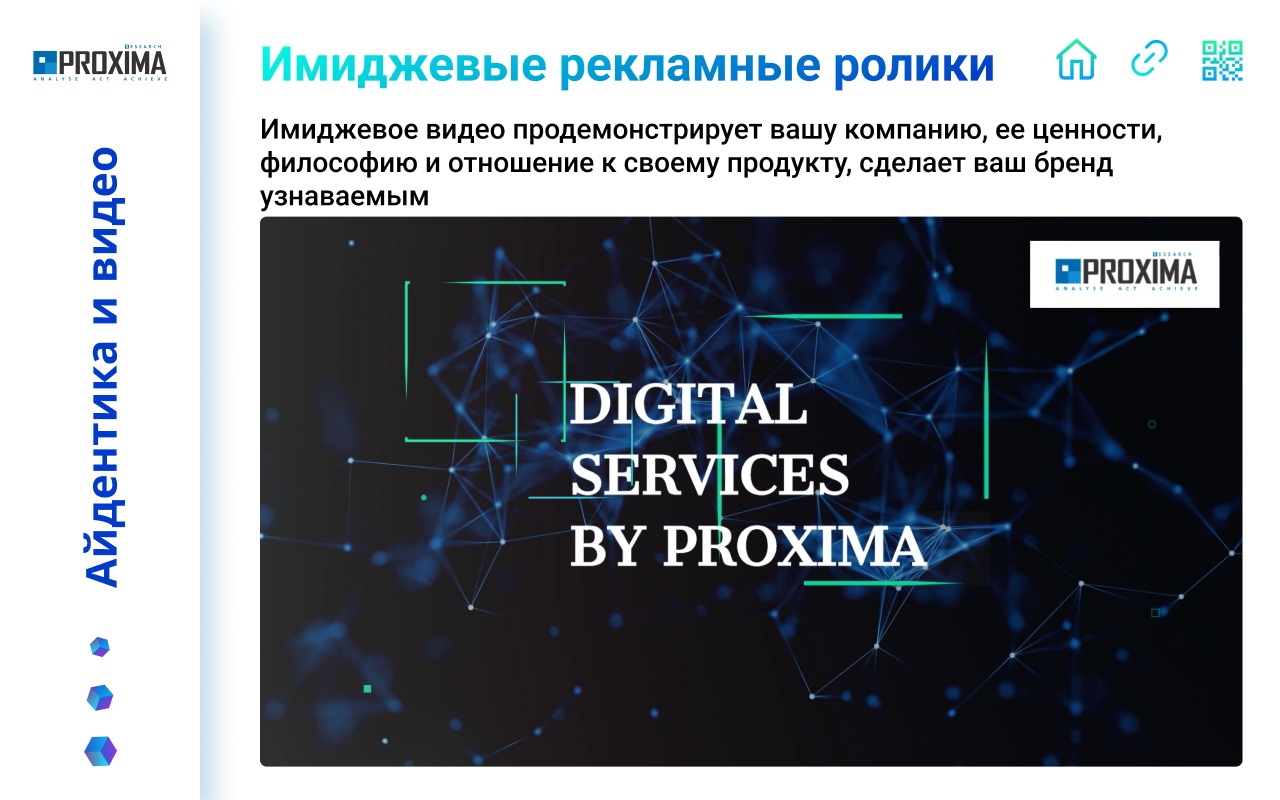 RESEARCH
PROXIMA
ANALYSE ACT ACHIEVE
Айдентика и видео
Имиджевые рекламные ролики
Имиджевое видео продемонстрирует вашу компанию, ее ценности,
философию и отношение к своему продукту, сделает ваш бренд
узнаваемым
RESEARCH
PROXIMA
ANALYSE ACT ACHIEVE
DIGITAL
SERVICES
BY PROXIMA